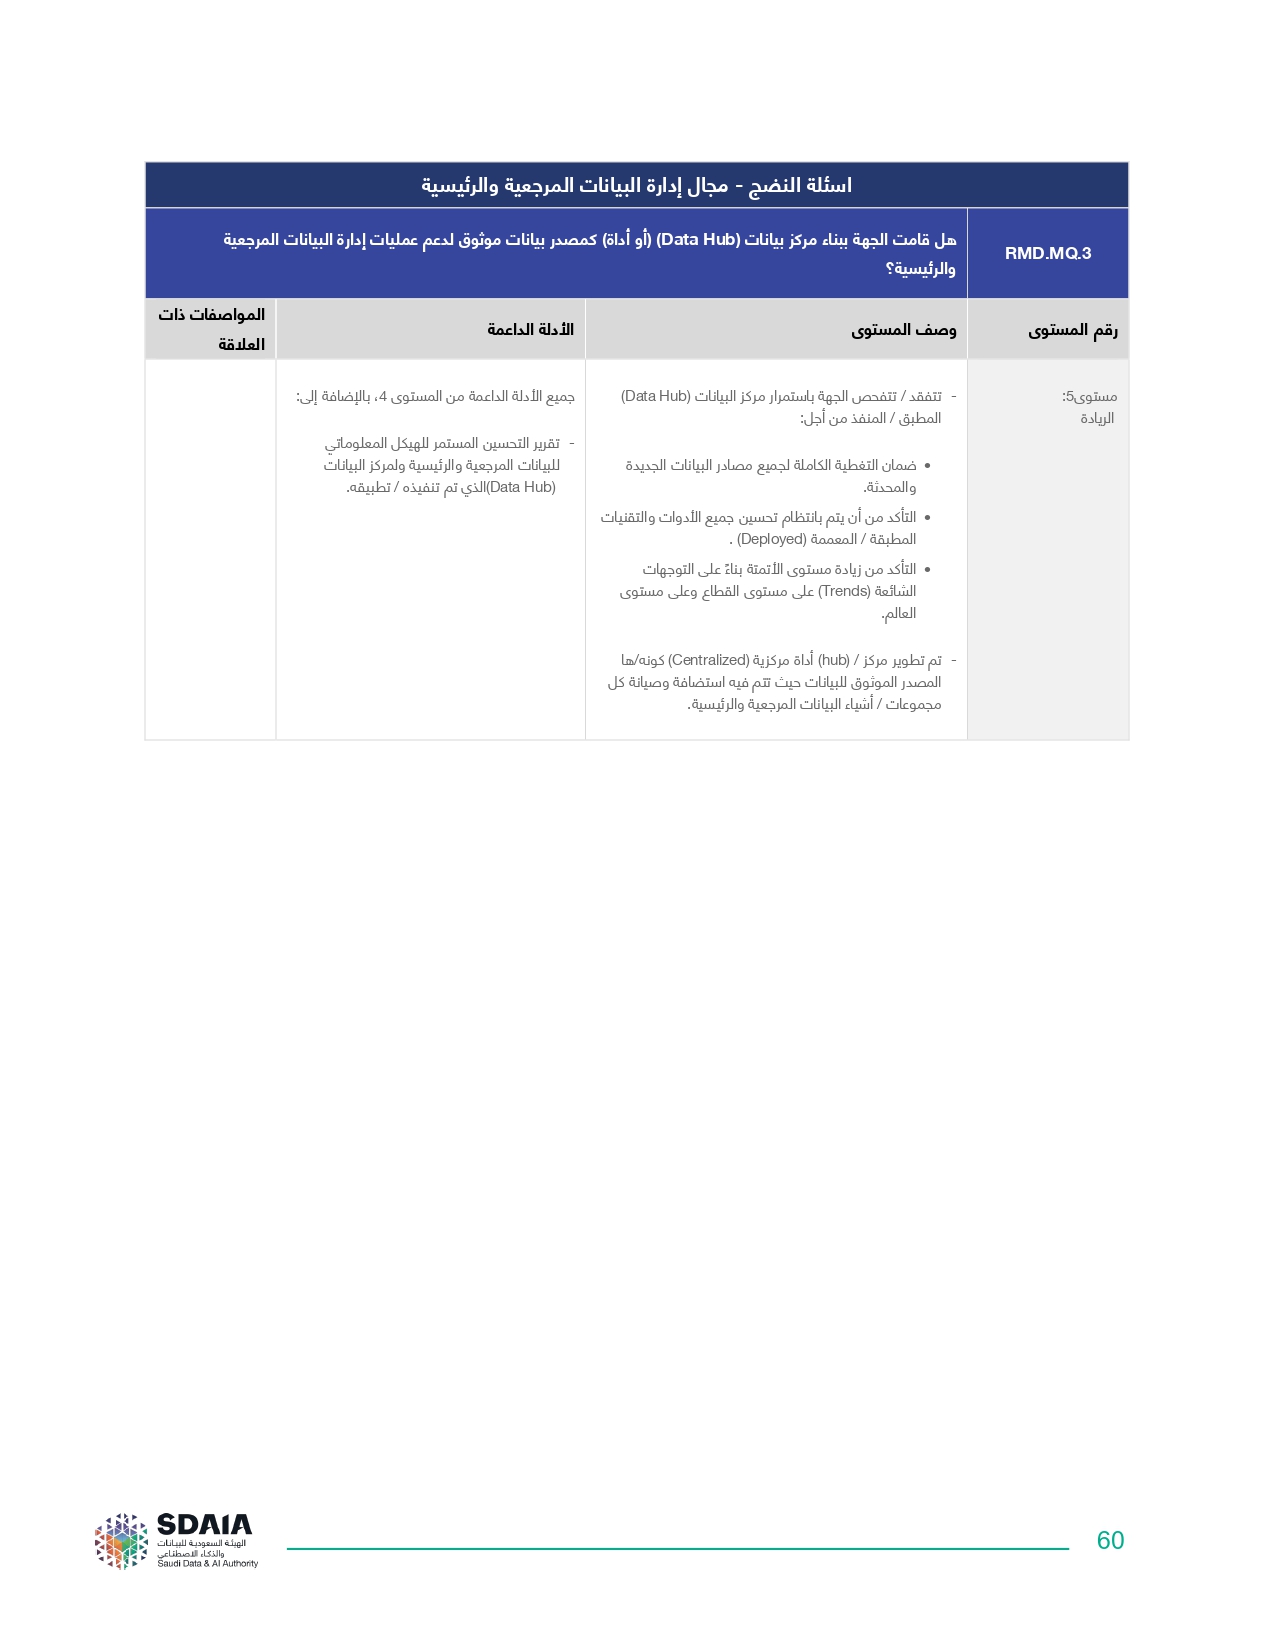 اسئلة النضج - مجال إدارة البيانات المرجعية والرئيسية
RMD.MQ.3
هل قامت الجهة ببناء مركز بيانات (Data Hub) (أو أداة) كمصدر بيانات موثوق لدعم عمليات إدارة البيانات المرجعية
والرئيسية؟
رقم المستوى
وصف المستوى
الأدلة الداعمة
المواصفات ذات
العلاقة
مستوى5:
الريادة
- تتفقد / تتفحص الجهة باستمرار مركز البيانات (Data Hub)
المطبق / المنفذ من أجل:
• ضمان التغطية الكاملة لجميع مصادر البيانات الجديدة
والمحدثة.
• التأكد من أن يتم بانتظام تحسين جميع الأدوات والتقنيات
المطبقة / المعممة (Deployed) .
• التأكد من زيادة مستوى الأتمتة بناءً على التوجهات
الشائعة (Trends) على مستوى القطاع وعلى مستوى
العالم.
- تم تطوير مركز / (hub) أداة مركزية (Centralized) كونه/ها
المصدر الموثوق للبيانات حيث تتم فيه استضافة وصيانة كل
مجموعات / أشياء البيانات المرجعية والرئيسية.
جميع الأدلة الداعمة من المستوى 4، بالإضافة إلى:
- تقرير التحسين المستمر للهيكل المعلوماتي
للبيانات المرجعية والرئيسية ولمركز البيانات
(Data Hub)الذي تم تنفيذه / تطبيقه.
SDAIA
الهيئة السعودية للبيانات
والذكاء الاصطناعي
Saudi Data & AI Authority
60